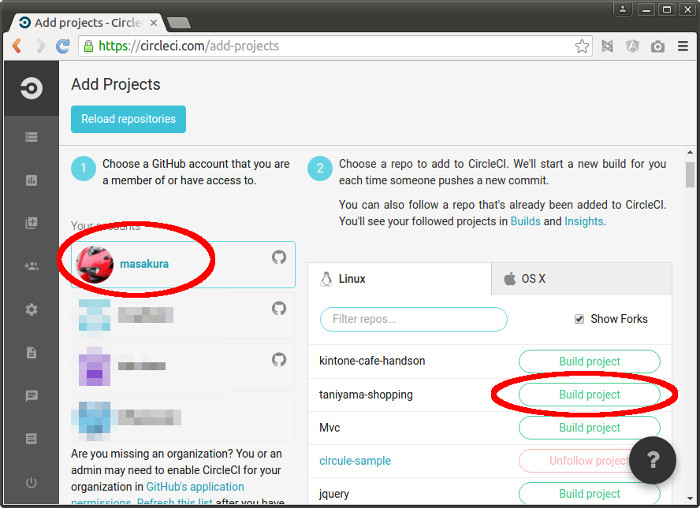 Add projects - Circle
https://circleci.com/add-projects
Add Projects
Reload repositories
1
Choose a GitHub account that you are
a member of or have access to.
Your accounts
masakura
Are you missing an organization? You or an
admin may need to enable CircleCI for your
organization in GitHub's application
permissions. Refresh this list after you have
2
Choose a repo to add to CircleCI. We'll start a new build for you
each time someone pushes a new commit.
You can also follow a repo that's already been added to CircleCI.
You'll see your followed projects in Builds and Insights.
Linux
OS X
Filter repos...
Show Forks
kintone-cafe-handson
Build project
taniyama-shopping
Build project
Mvc
Build project
circule-sample
Unfollow project
jquery
Build project
?